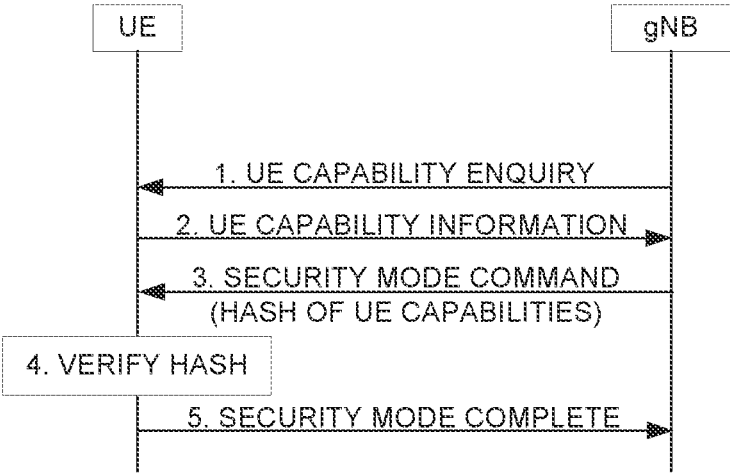 UE
gNB
1. UE CAPABILITY ENQUIRY
2. UE CAPABILITY INFORMATION
3. SECURITY MODE COMMAND
(HASH OF UE CAPABILITIES)
4. VERIFY HASH
5. SECURITY MODE COMPLETE